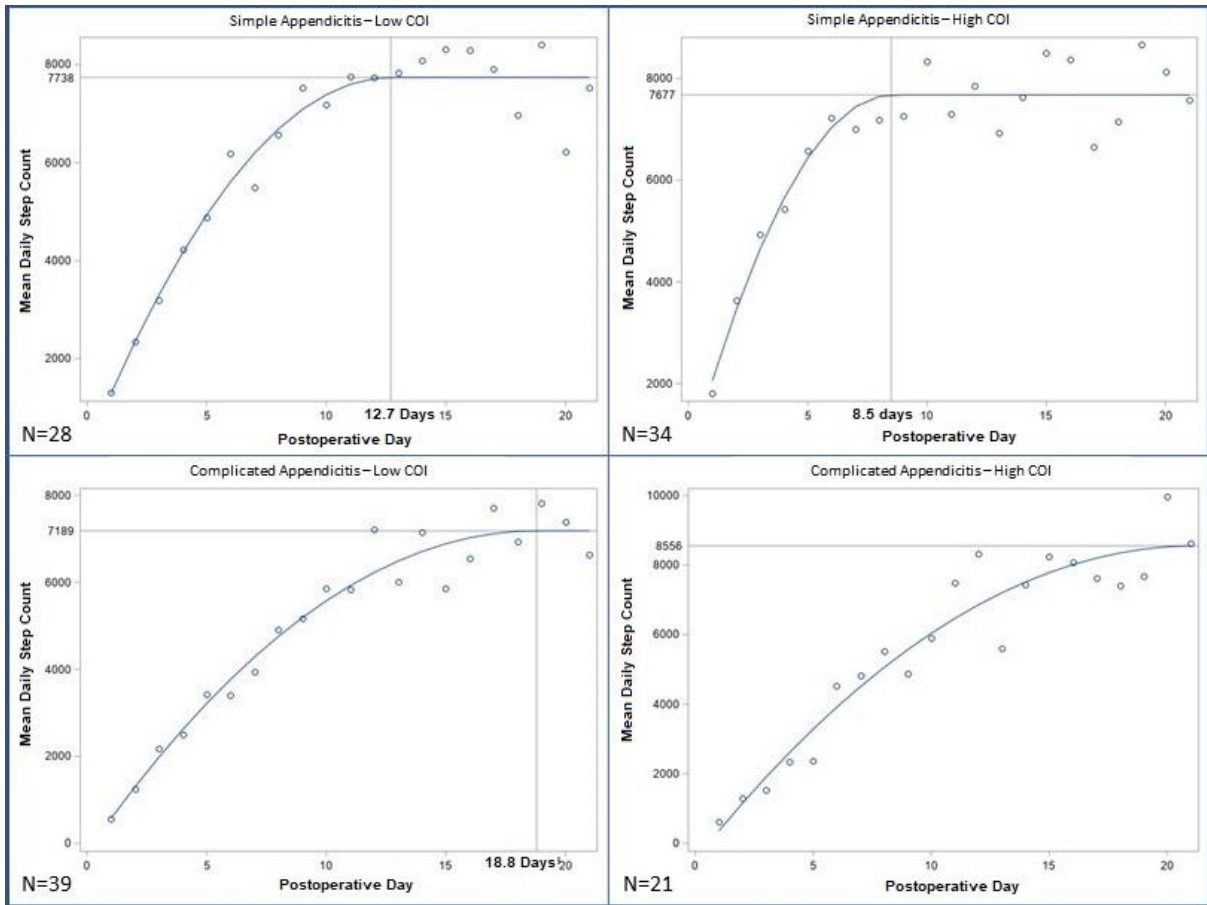 Simple Appendicitis – Low COI
8000
7738
6000
4000
2000
Mean Daily Step Count
0 5 10 15 20
12.7 Days
Postoperative Day
N=28
Simple Appendicitis – High COI
8000
7677
6000
4000
2000
Mean Daily Step Count
0 5 10 15 20
8.5 days
Postoperative Day
N=34
Complicated Appendicitis – Low COI
8000
7189
6000
4000
2000
0
Mean Daily Step Count
0 5 10 15 20
18.8 Days
Postoperative Day
N=39
Complicated Appendicitis – High COI
10000
8556
8000
6000
4000
2000
0
Mean Daily Step Count
0 5 10 15 20
Postoperative Day
N=21